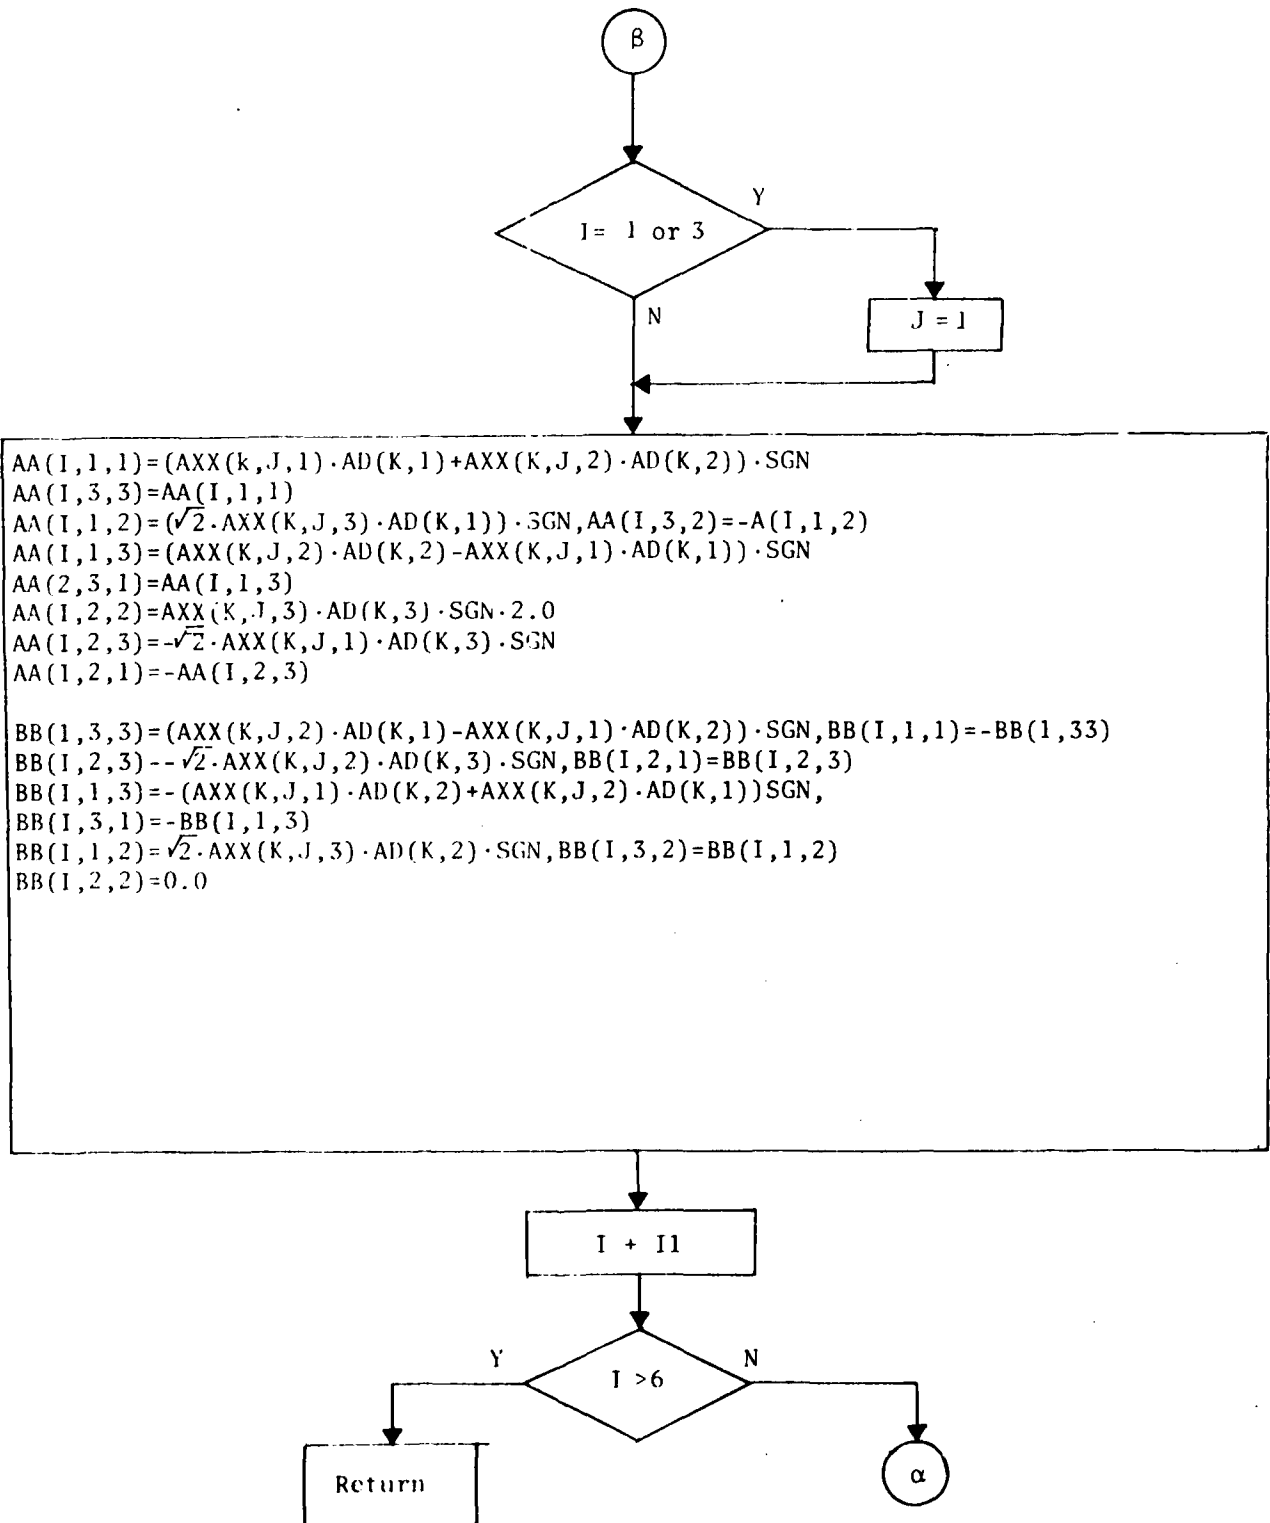 β
I= 1 or 3
Y
N
J = 1
AA(I,1,1)=(AXX(k,J,1)·AD(K,1)+AXX(K,J,2)·AD(K,2))·SGN
AA(I,3,3)=AA(I,1,1)
AA(I,1,2)=(√2·AXX(K,J,3)·AD(K,1))·SGN,AA(I,3,2)=-A(I,1,2)
AA(I,1,3)=(AXX(K,J,2)·AD(K,2)-AXX(K,J,1)·AD(K,1))·SGN
AA(2,3,1)=AA(I,1,3)
AA(I,2,2)=AXX(K,J,3)·AD(K,3)·SGN·2.0
AA(I,2,3)=-√2·AXX(K,J,1)·AD(K,3)·SGN
AA(1,2,1)=-AA(I,2,3)
BB(1,3,3)=(AXX(K,J,2)·AD(K,1)-AXX(K,J,1)·AD(K,2))·SGN,BB(I,1,1)=-BB(1,33)
BB(I,2,3)--√2·AXX(K,J,2)·AD(K,3)·SGN,BB(I,2,1)=BB(I,2,3)
BB(I,1,3)=-(AXX(K,J,1)·AD(K,2)+AXX(K,J,2)·AD(K,1))SGN,
BB(I,3,1)=-BB(1,1,3)
BB(I,1,2)=√2·AXX(K,J,3)·AD(K,2)·SGN,BB(I,3,2)=BB(I,1,2)
BB(I,2,2)=0.0
I + I1
Y
I >6
N
Return
α